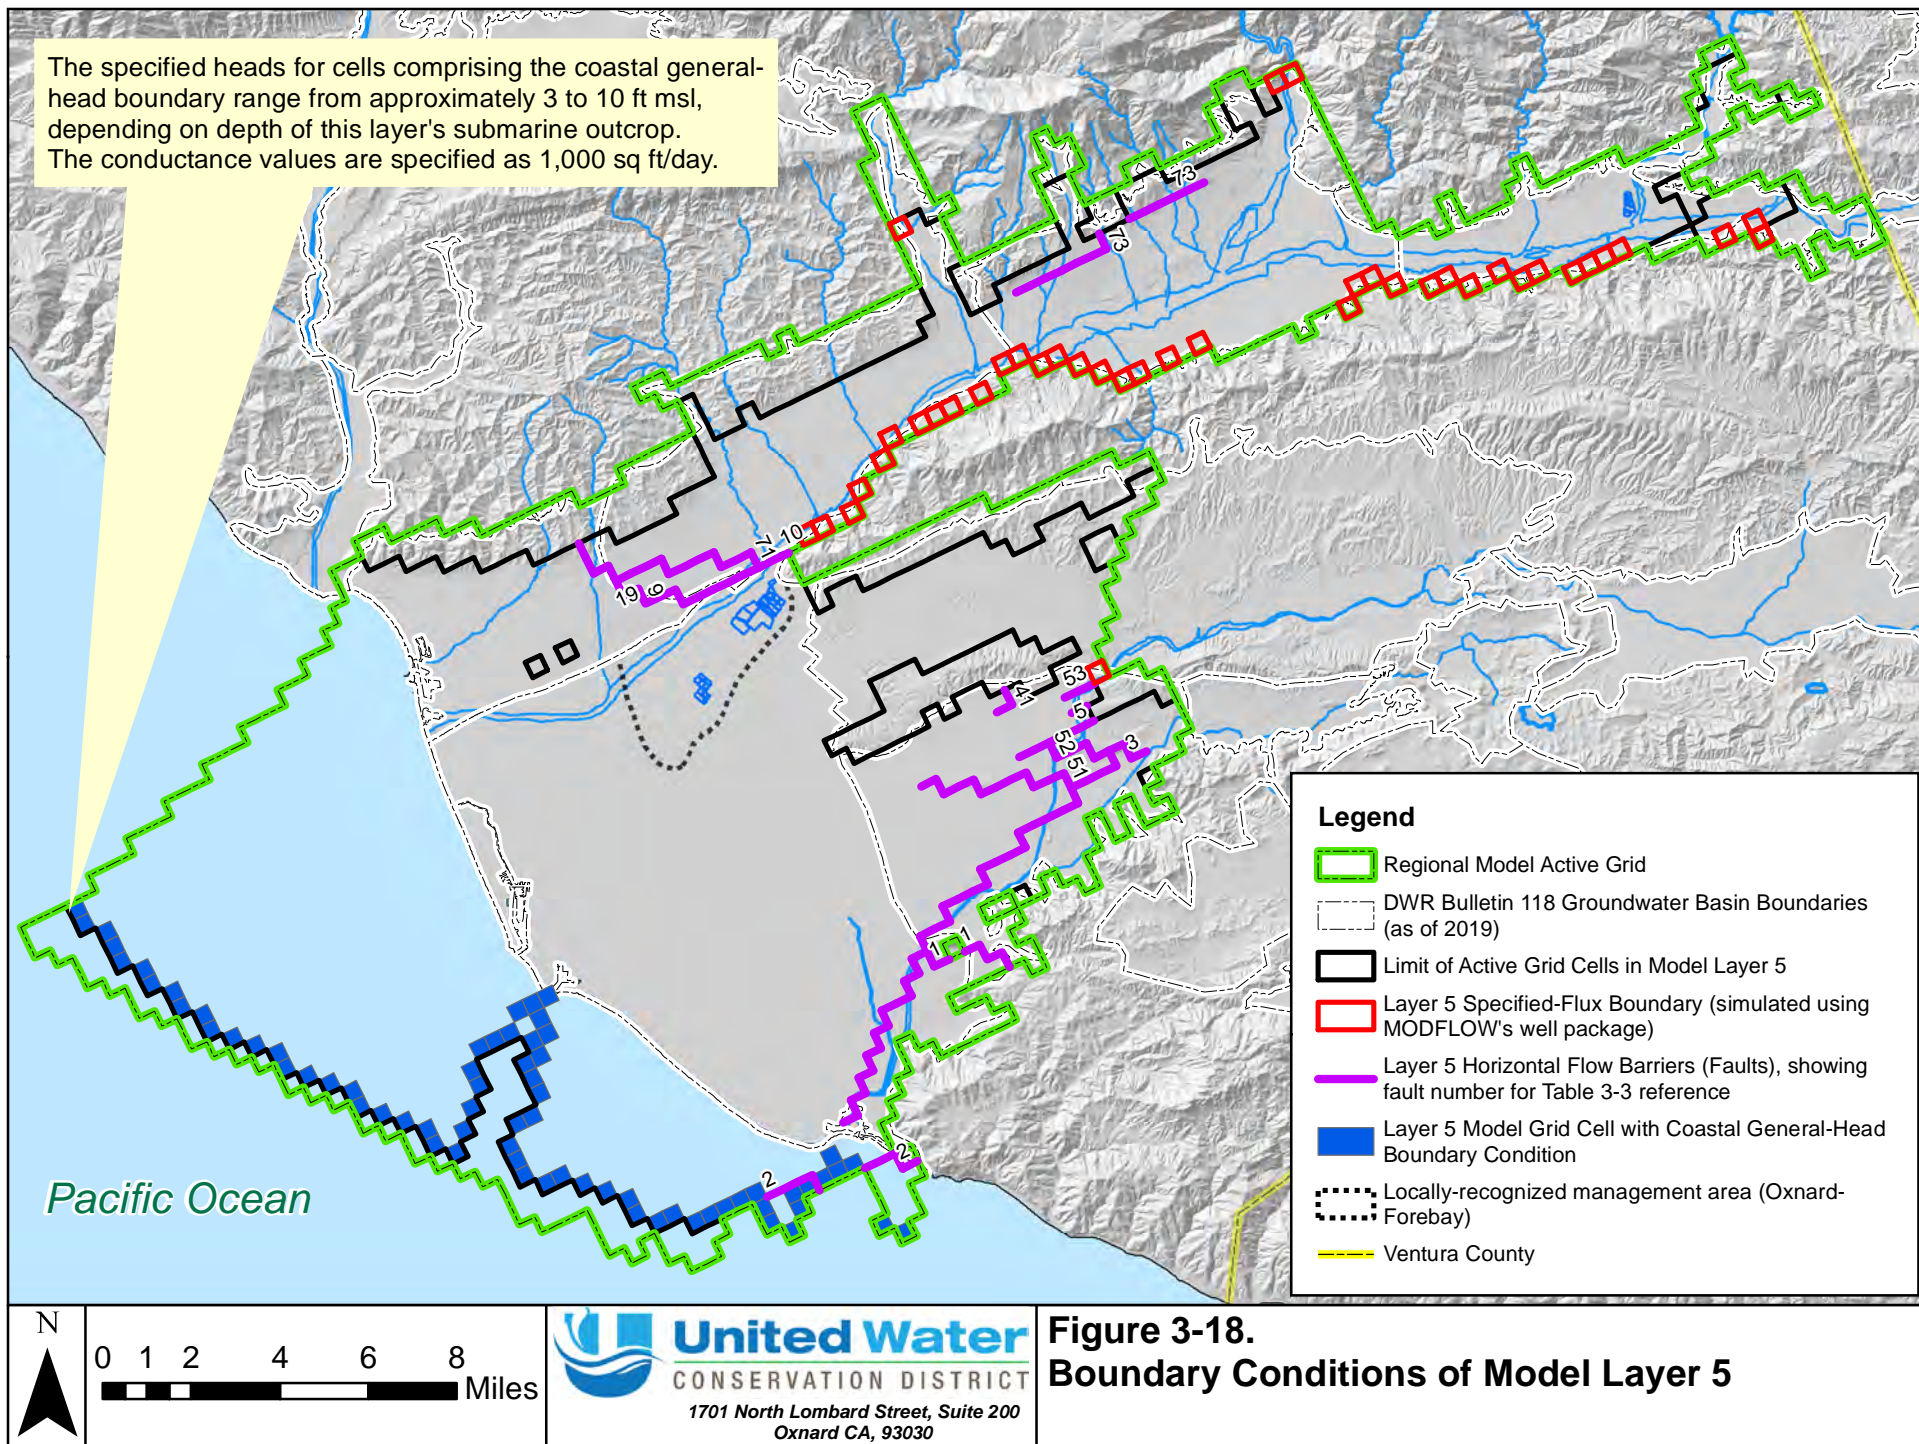 The specified heads for cells comprising the coastal general-
head boundary range from approximately 3 to 10 ft msl,
depending on depth of this layer's submarine outcrop.
The conductance values are specified as 1,000 sq ft/day.
73
73
10
71
19
9
53
41
5
52
51
3
1
1
2
2
Pacific Ocean
Legend
Regional Model Active Grid
DWR Bulletin 118 Groundwater Basin Boundaries
(as of 2019)
Limit of Active Grid Cells in Model Layer 5
Layer 5 Specified-Flux Boundary (simulated using
MODFLOW's well package)
Layer 5 Horizontal Flow Barriers (Faults), showing
fault number for Table 3-3 reference
Layer 5 Model Grid Cell with Coastal General-Head
Boundary Condition
Locally-recognized management area (Oxnard-
Forebay)
Ventura County
N
0 1 2 4 6 8
Miles
United Water
CONSERVATION DISTRICT
1701 North Lombard Street, Suite 200
Oxnard CA, 93030
Figure 3-18.
Boundary Conditions of Model Layer 5